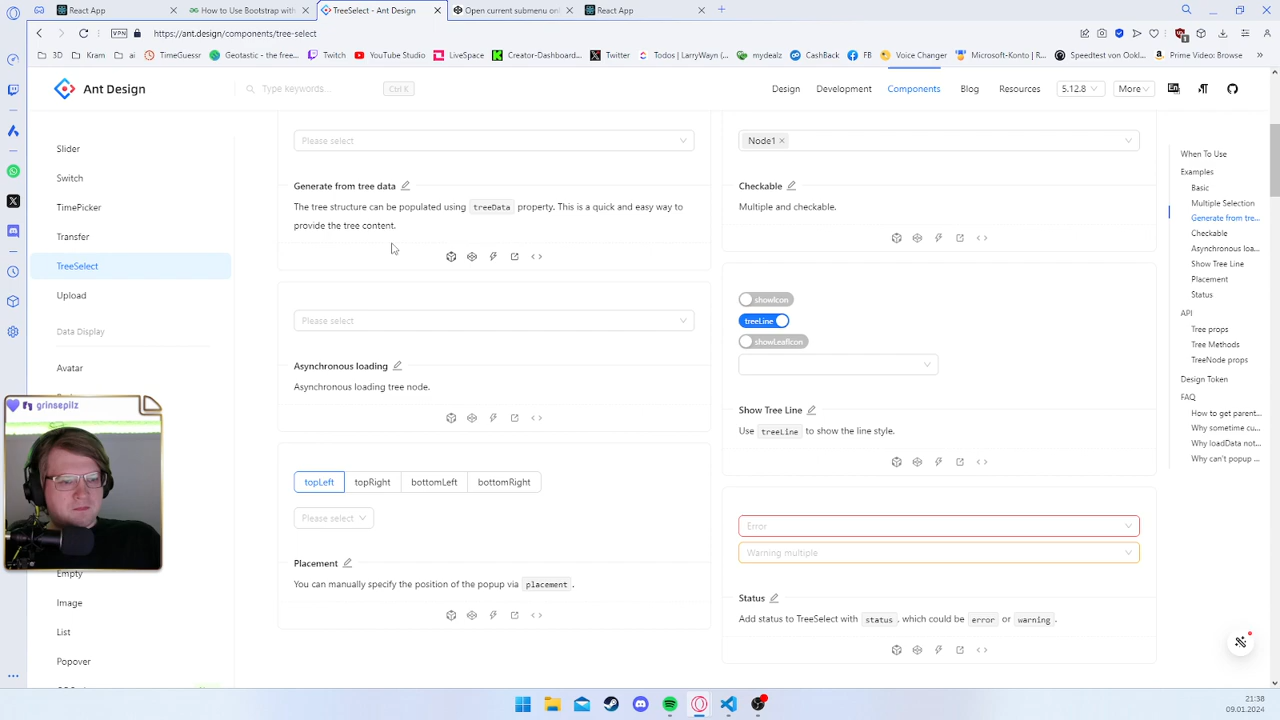 React App
How to Use Bootstrap with
TreeSelect - Ant Design
Open current submenu onl
React App
VPN
https://ant.design/components/tree-select
3D
Kram
ai
TimeGuesser
Geotastic - the free...
Twitch
YouTube Studio
LiveSpace
Creator-Dashboard...
Twitter
Todos | LarryWayn...
mydealz
CashBack
FB
Voice Changer
Microsoft-Konto | R...
Speedtest von Ookl...
Prime Video: Browse
Ant Design
Type keywords...
Ctrl K
Design
Development
Components
Blog
Resources
5.12.8
More
Slider
Switch
TimePicker
Transfer
TreeSelect
Upload
Data Display
Avatar
Empty
Image
List
Popover
grinsepilz
Please select
Generate from tree data
The tree structure can be populated using treeData property. This is a quick and easy way to
provide the tree content.
Please select
Asynchronous loading
Asynchronous loading tree node.
topLeft
topRight
bottomLeft
bottomRight
Please select
Placement
You can manually specify the position of the popup via placement.
Node1
Checkable
Multiple and checkable.
showIcon
treeLine
showLeafIcon
Show Tree Line
Use treeLine to show the line style.
Error
Warning multiple
Status
Add status to TreeSelect with status, which could be error or warning.
When To Use
Examples
Basic
Multiple Selection
Generate from tre...
Checkable
Asynchronous loa...
Show Tree Line
Placement
Status
API
Tree props
Tree Methods
TreeNode props
Design Token
FAQ
How to get parent...
Why sometime cu...
Why loadData not...
Why can't popup ...
21:38
09.01.2024